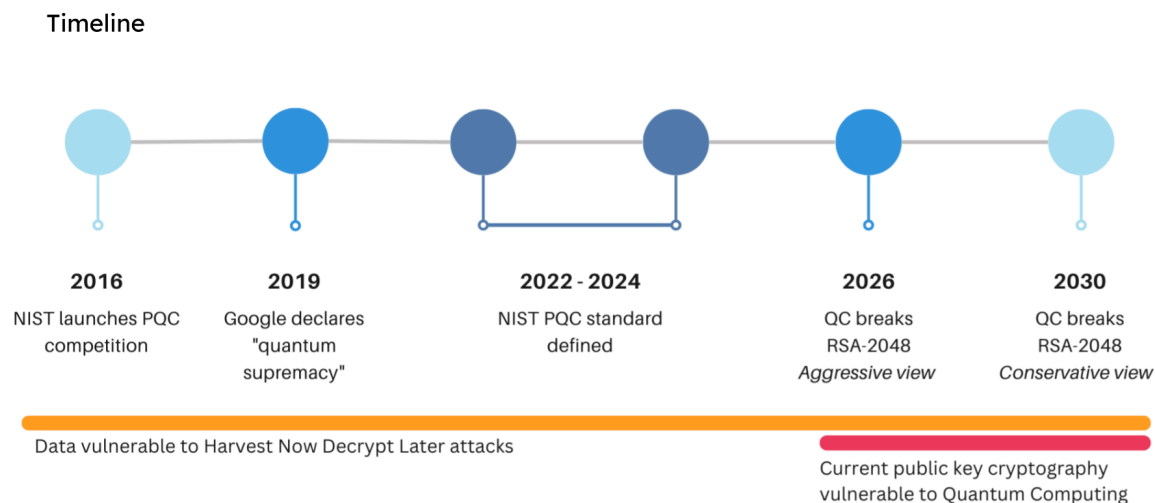 Timeline
2016
NIST launches PQC
competition
2019
Google declares
"quantum
supremacy"
2022 - 2024
NIST PQC standard
defined
2026
QC breaks
RSA-2048
Aggressive view
2030
QC breaks
RSA-2048
Conservative view
Data vulnerable to Harvest Now Decrypt Later attacks
Current public key cryptography
vulnerable to Quantum Computing